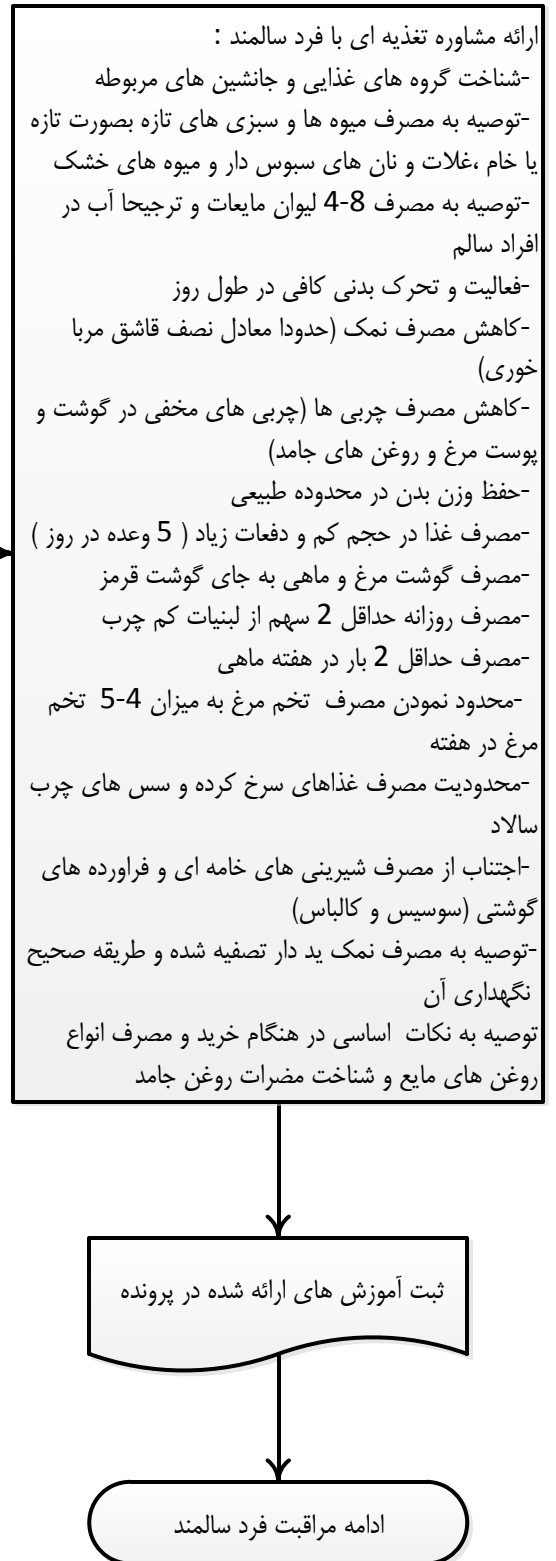 ارائه مشاوره تغذیه ای با فرد سالمند :
-شناخت گروه های غذایی و جانشین های مربوطه
-توصیه به مصرف میوه ها و سبزی های تازه بصورت تازه
یا خام ،غلات و نان های سبوس دار و میوه های خشک
-توصیه به مصرف 8-4 لیوان مایعات و ترجیحا آب در
افراد سالم
-فعالیت و تحرک بدنی کافی در طول روز
-کاهش مصرف نمک (حدودا معادل نصف قاشق مربا
خوری)
-کاهش مصرف چربی ها (چربی های مخفی در گوشت و
پوست مرغ و روغن های جامد)
-حفظ وزن بدن در محدوده طبیعی
-مصرف غذا در حجم کم و دفعات زیاد ( 5 وعده در روز )
-مصرف گوشت مرغ و ماهی به جای گوشت قرمز
-مصرف روزانه حداقل 2 سهم از لبنیات کم چرب
-مصرف حداقل 2 بار در هفته ماهی
-محدود نمودن مصرف تخم مرغ به میزان 4-5 تخم
مرغ در هفته
-محدودیت مصرف غذاهای سرخ کرده و سس های چرب
سالاد
-اجتناب از مصرف شیرینی های خامه ای و فراورده های
گوشتی (سوسیس و کالباس)
-توصیه به مصرف نمک ید دار تصفیه شده و طریقه صحیح
نگهداری آن
توصیه به نکات اساسی در هنگام خرید و مصرف انواع
روغن های مایع و شناخت مضرات روغن جامد
ثبت آموزش های ارائه شده در پرونده
ادامه مراقبت فرد سالمند